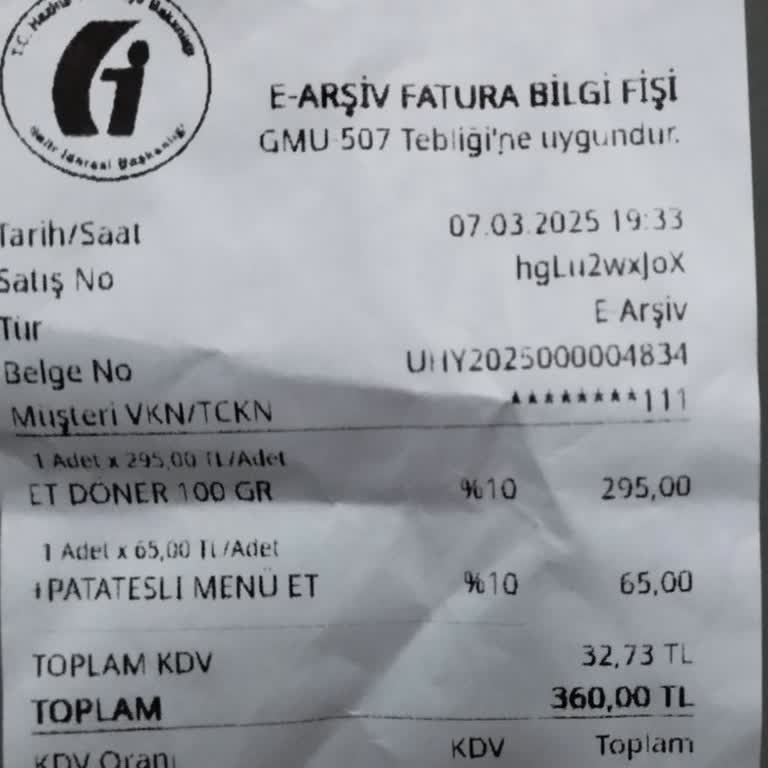 E-ARŞİV FATURA BİLGİ FİŞİ
GMU 507 Tebliği'ne uygundur.
Tarih/Saat 07.03.2025 19:33
Satış No hgLu2wxJoX
Tür E Arşiv
Belge No UHY2025000004834
Müşteri VKN/TCKN ********111
1 Adet x 295,00 TL/Adet
ET DÖNER 100 GR %10 295,00
1 Adet x 65,00 TL/Adet
+PATATESLI MENÜ ET %10 65,00
TOPLAM KDV 32,73 TL
TOPLAM 360,00 TL
KDV Oranı KDV Toplam